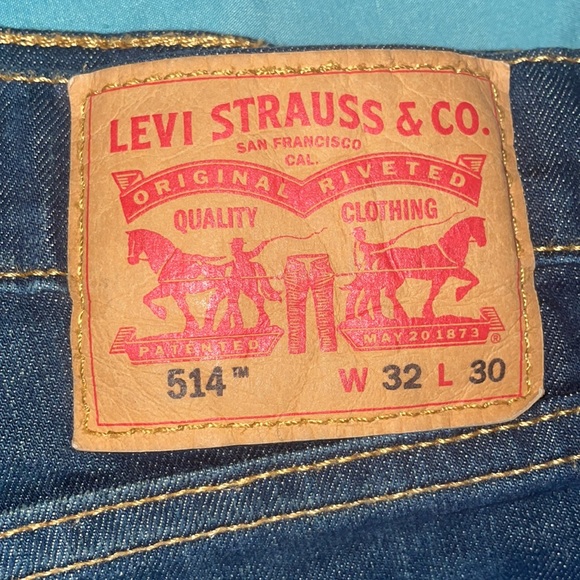 LEVI STRAUSS & CO.
SAN FRANCISCO
CAL.
ORIGINAL RIVETED
QUALITY CLOTHING
PATENTED MAY 20 1873 ®
514™ W 32 L 30